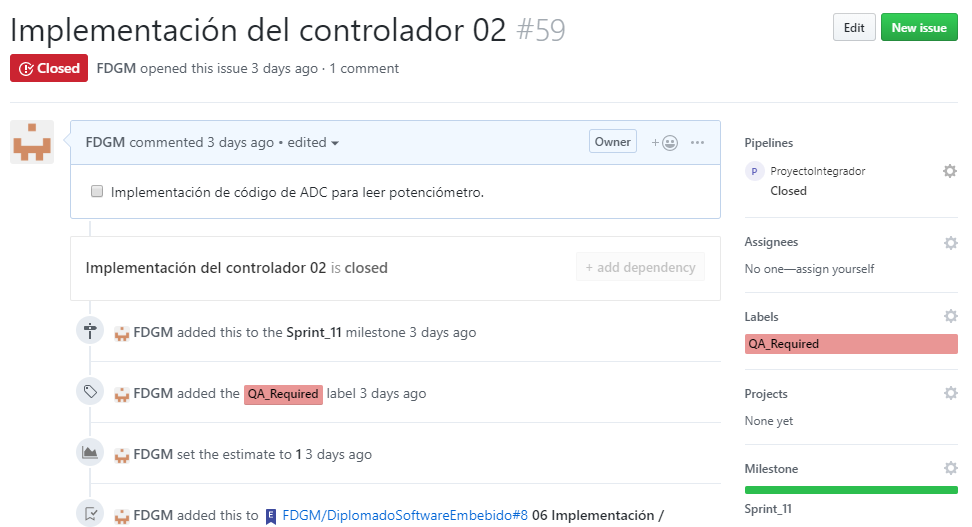 Implementación del controlador 02 #59
Edit
New issue
Closed
FDGM opened this issue 3 days ago · 1 comment
FDGM commented 3 days ago • edited
Owner
Implementación de código de ADC para leer potenciómetro.
Implementación del controlador 02 is closed
+ add dependency
FDGM added this to the Sprint_11 milestone 3 days ago
FDGM added the QA_Required label 3 days ago
FDGM set the estimate to 1 3 days ago
FDGM added this to FDGM/DiplomadoSoftwareEmbebido#8 06 Implementación /
Pipelines
P ProyectoIntegrador
Closed
Assignees
No one—assign yourself
Labels
QA_Required
Projects
None yet
Milestone
Sprint_11